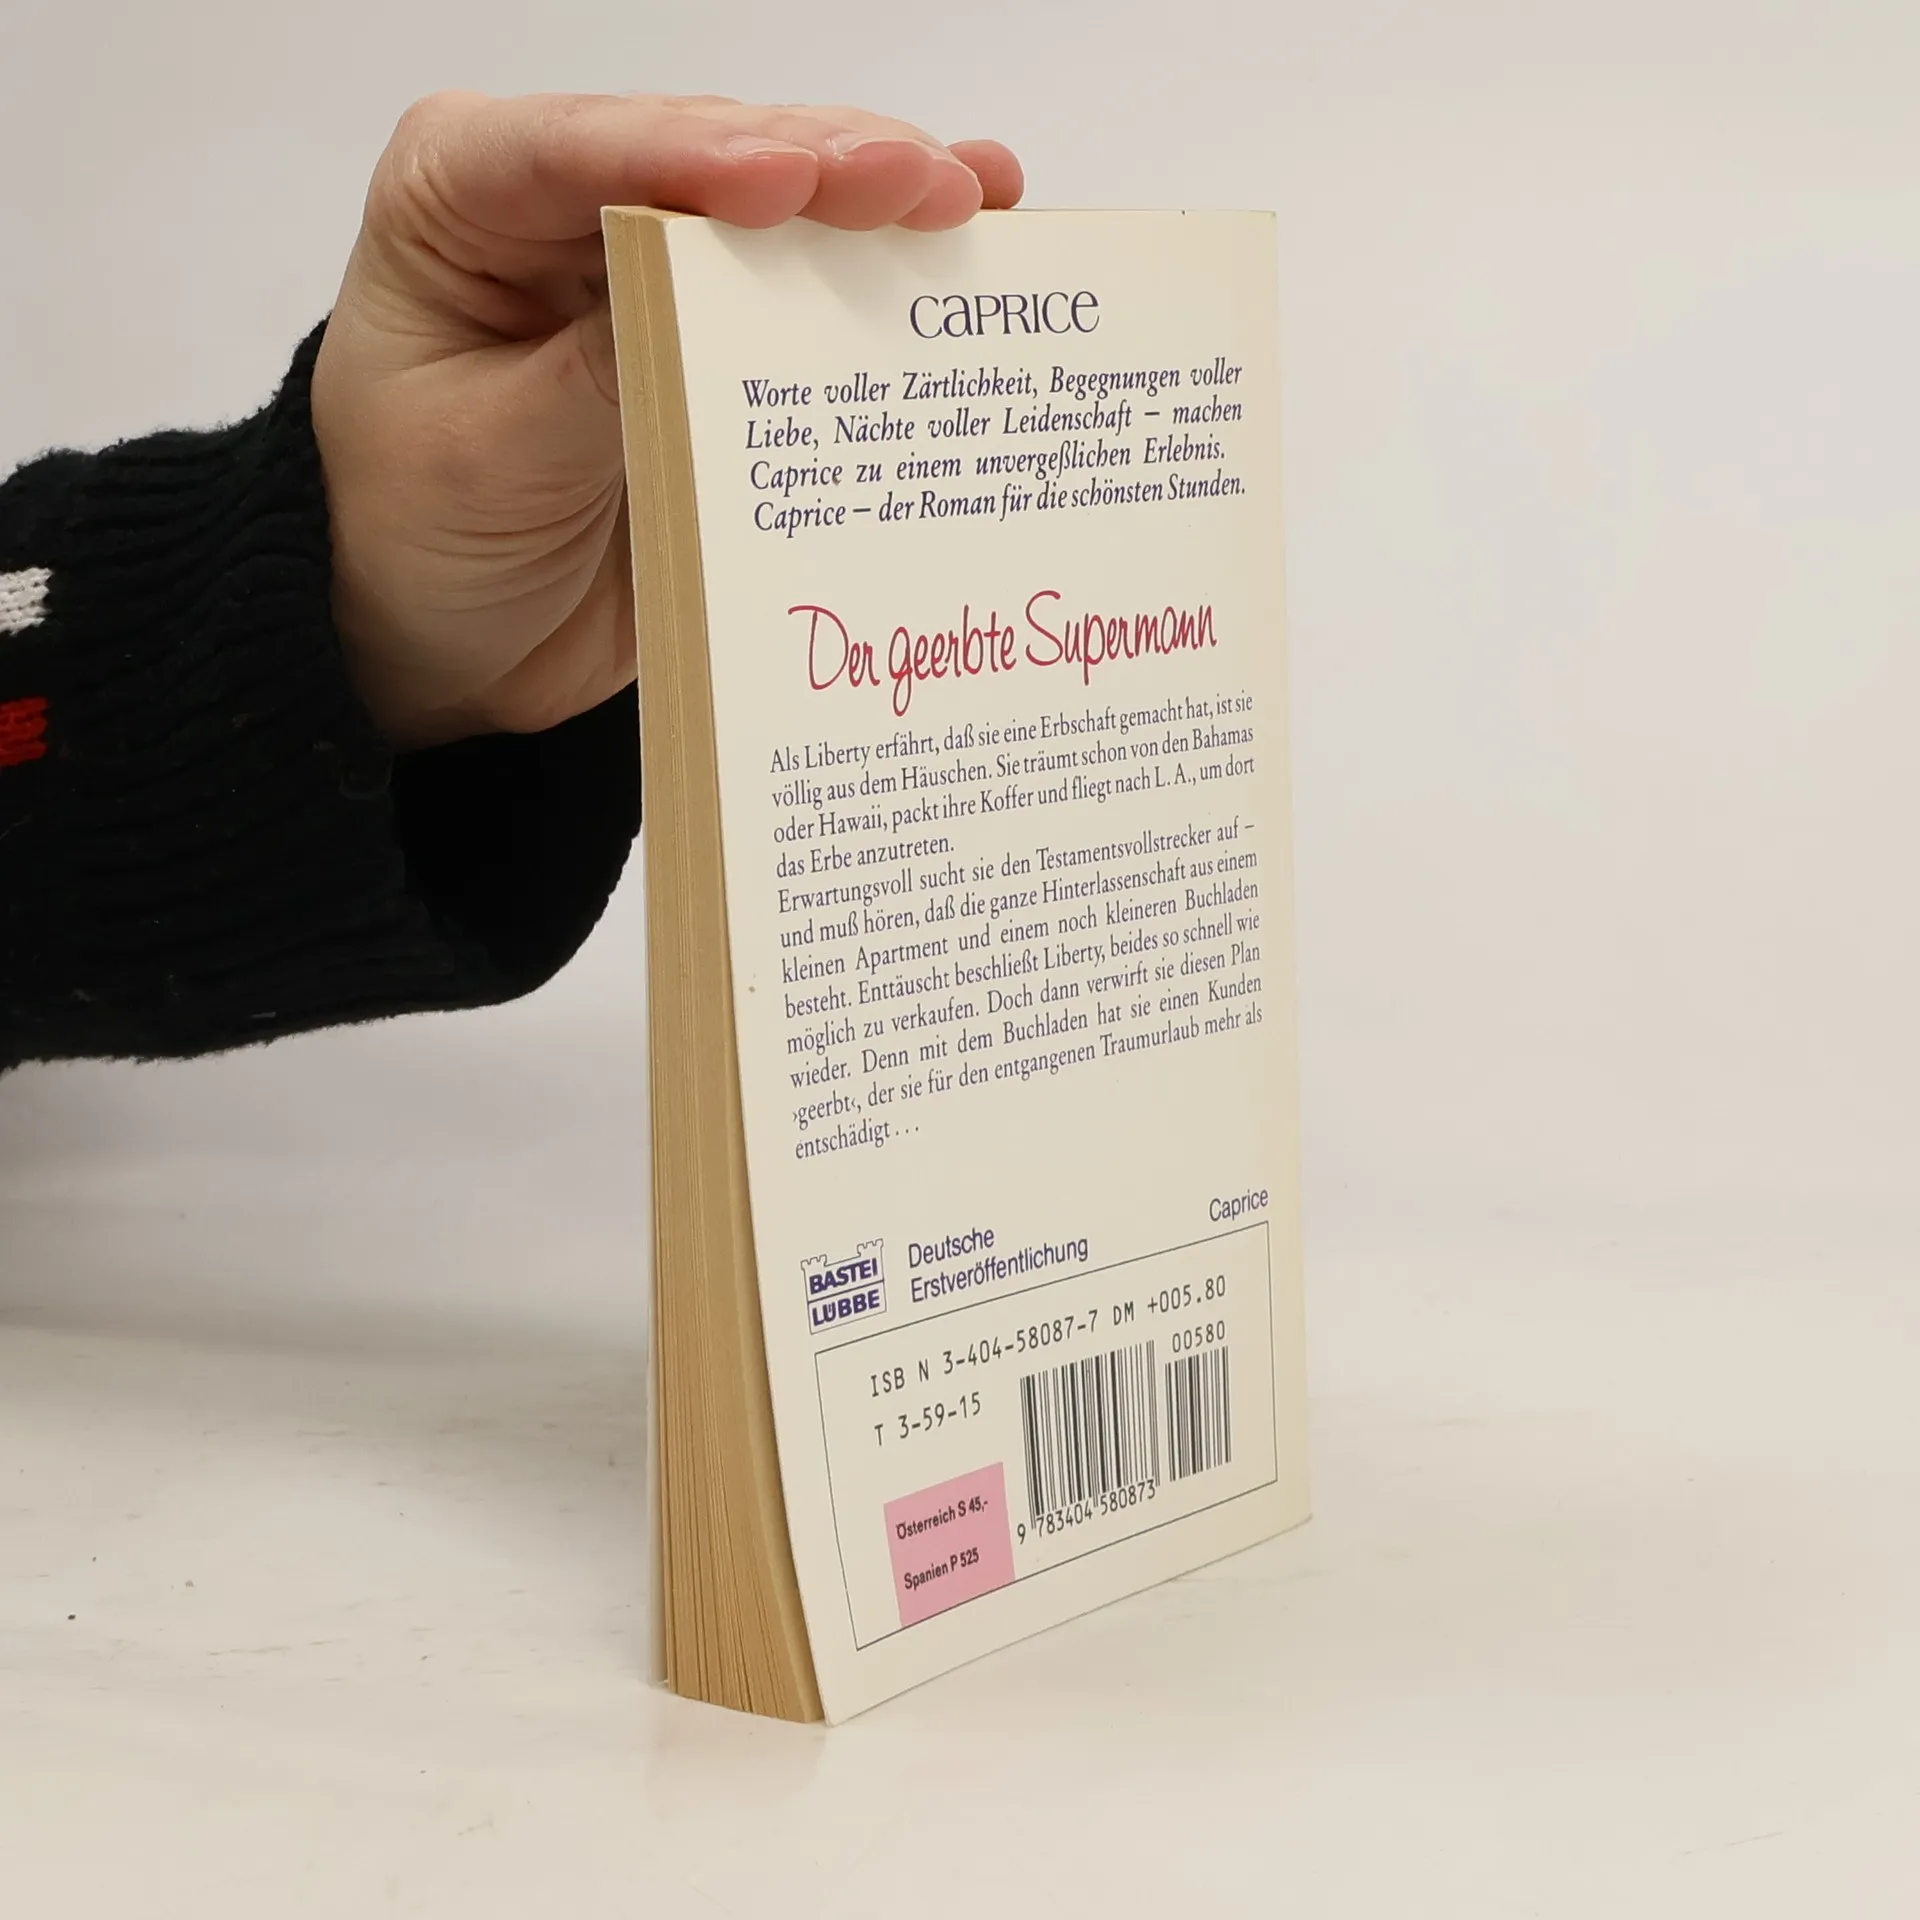 CAPRICE
Worte voller Zärtlichkeit, Begegnungen voller
Liebe, Nächte voller Leidenschaft – machen
Caprice zu einem unvergeßlichen Erlebnis.
Caprice – der Roman für die schönsten Stunden.
Der geerbte Supermann
Als Liberty erfährt, daß sie eine Erbschaft gemacht hat, ist sie
völlig aus dem Häuschen. Sie träumt schon von den Bahamas
oder Hawaii, packt ihre Koffer und fliegt nach L. A., um dort
das Erbe anzutreten.
Erwartungsvoll sucht sie den Testamentsvollstrecker auf –
und muß hören, daß die ganze Hinterlassenschaft aus einem
kleinen Apartment und einem noch kleineren Buchladen
besteht. Enttäuscht beschließt Liberty, beides so schnell wie
möglich zu verkaufen. Doch dann verwirft sie diesen Plan
wieder. Denn mit dem Buchladen hat sie einen Kunden
›geerbt‹, der sie für den entgangenen Traumurlaub mehr als
entschädigt . . .
Caprice
BASTEI
LÜBBE
Deutsche
Erstveröffentlichung
ISB N 3-404-58087-7 DM +005.80
00580
T 3-59-15
Österreich S 45,-
Spanien P 525
9 783404 580873